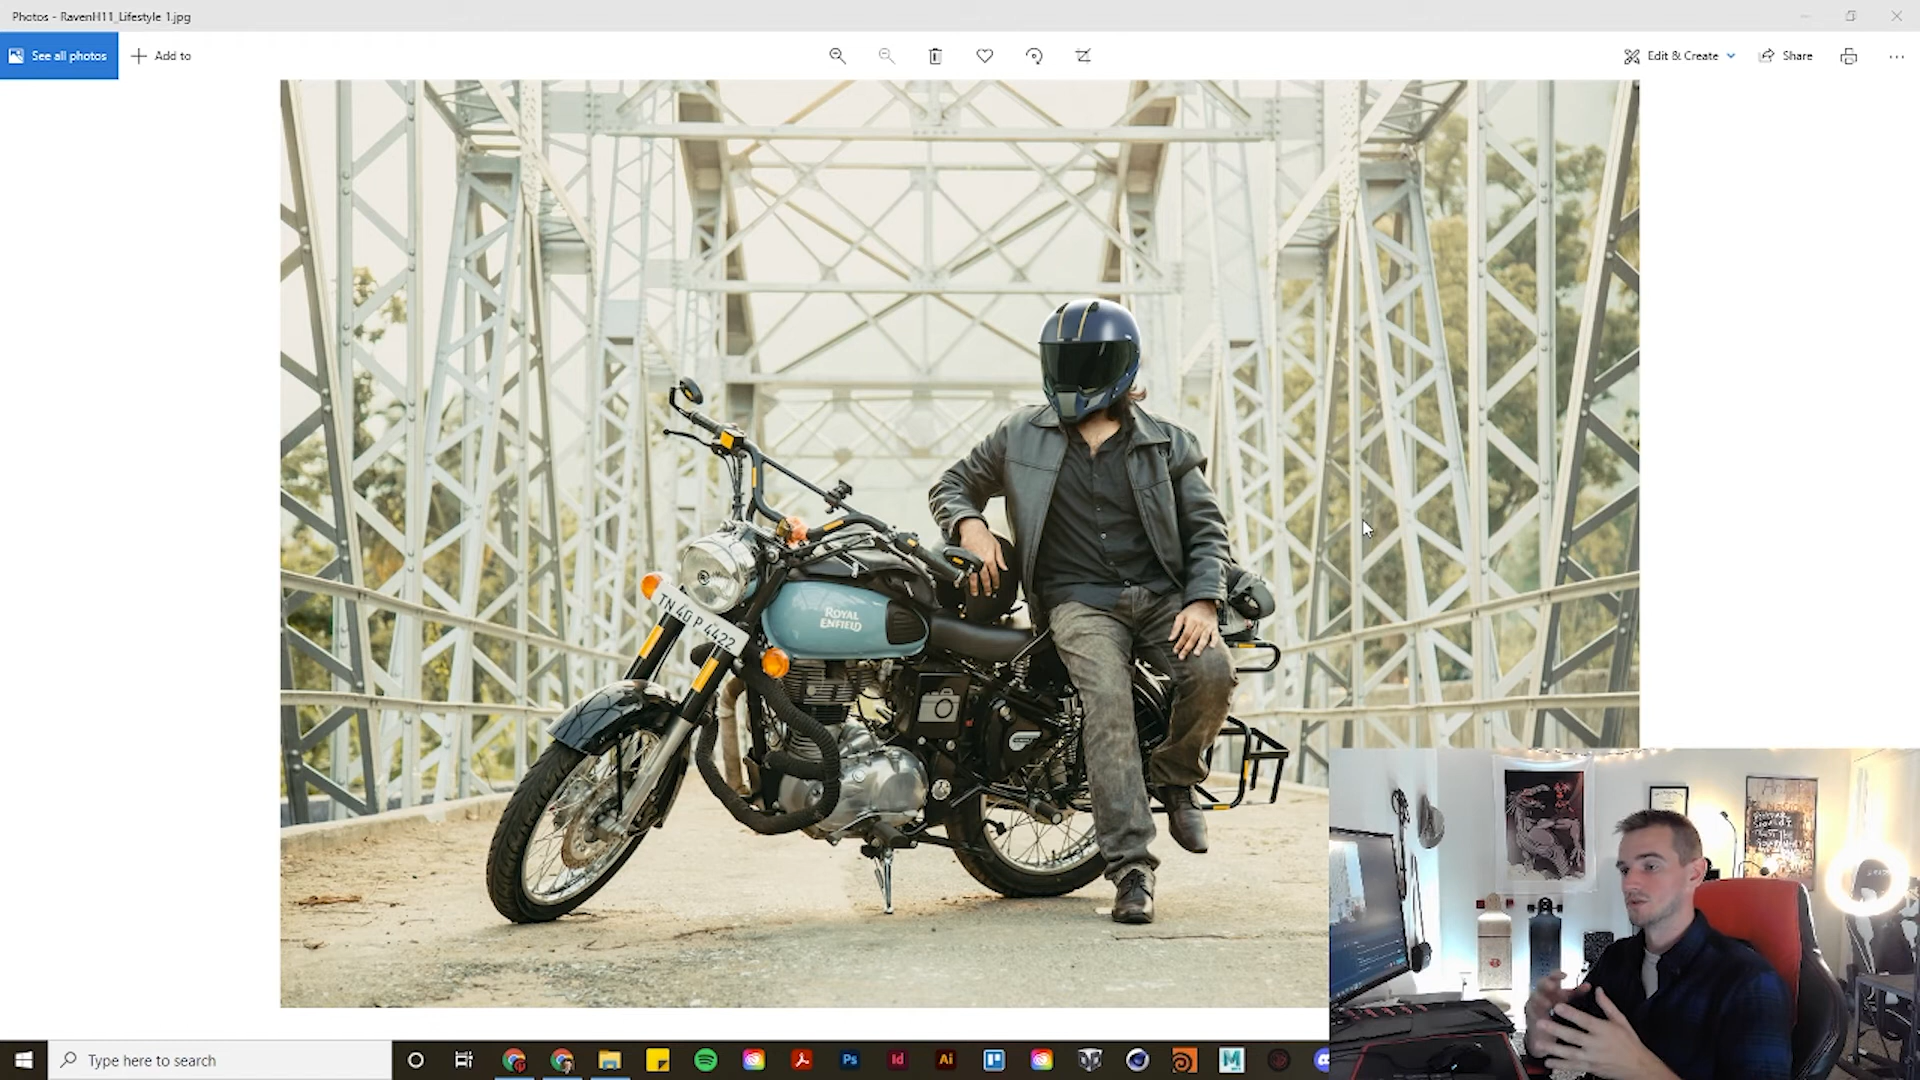 Photos - RavenH11_Lifestyle 1.jpg
See all photos
Add to
Edit & Create
Share
ROYAL
ENFIELD
TN 40 P 4422
Type here to search
Ps
Id
Ai
M